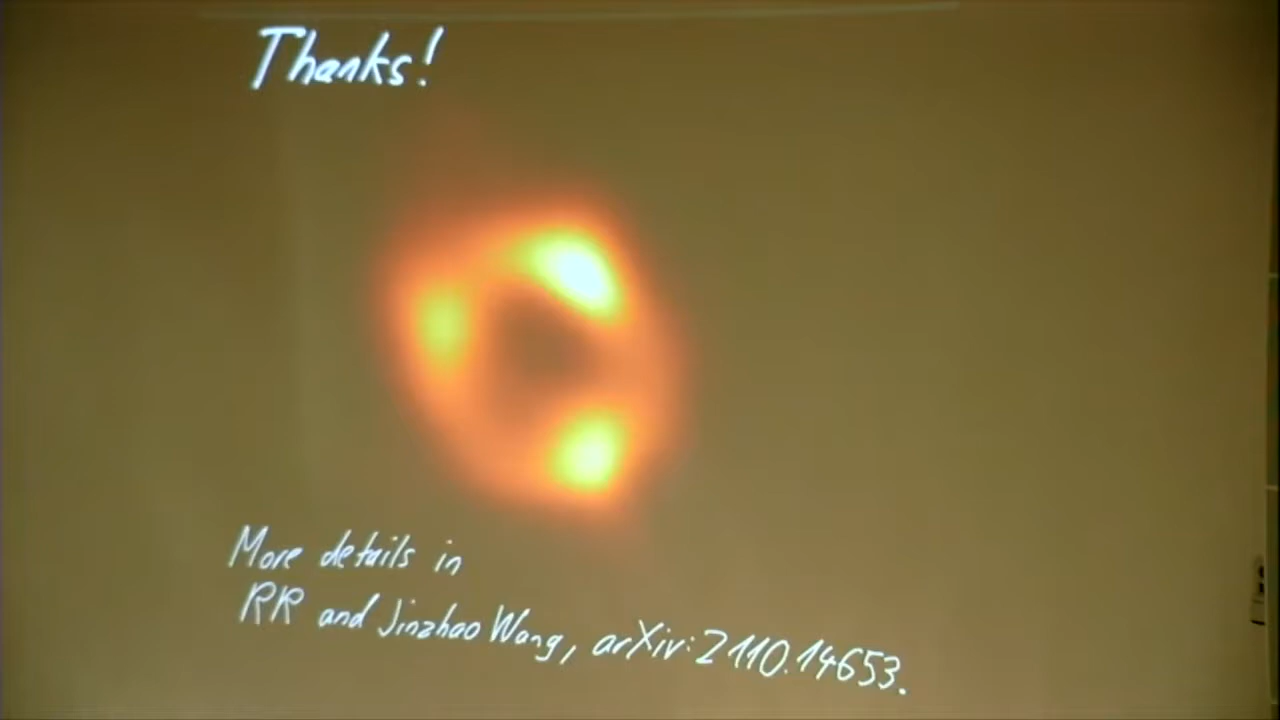 Thanks!
More details in
RR and Jinzhao Wang, arXiv:2110.14653.